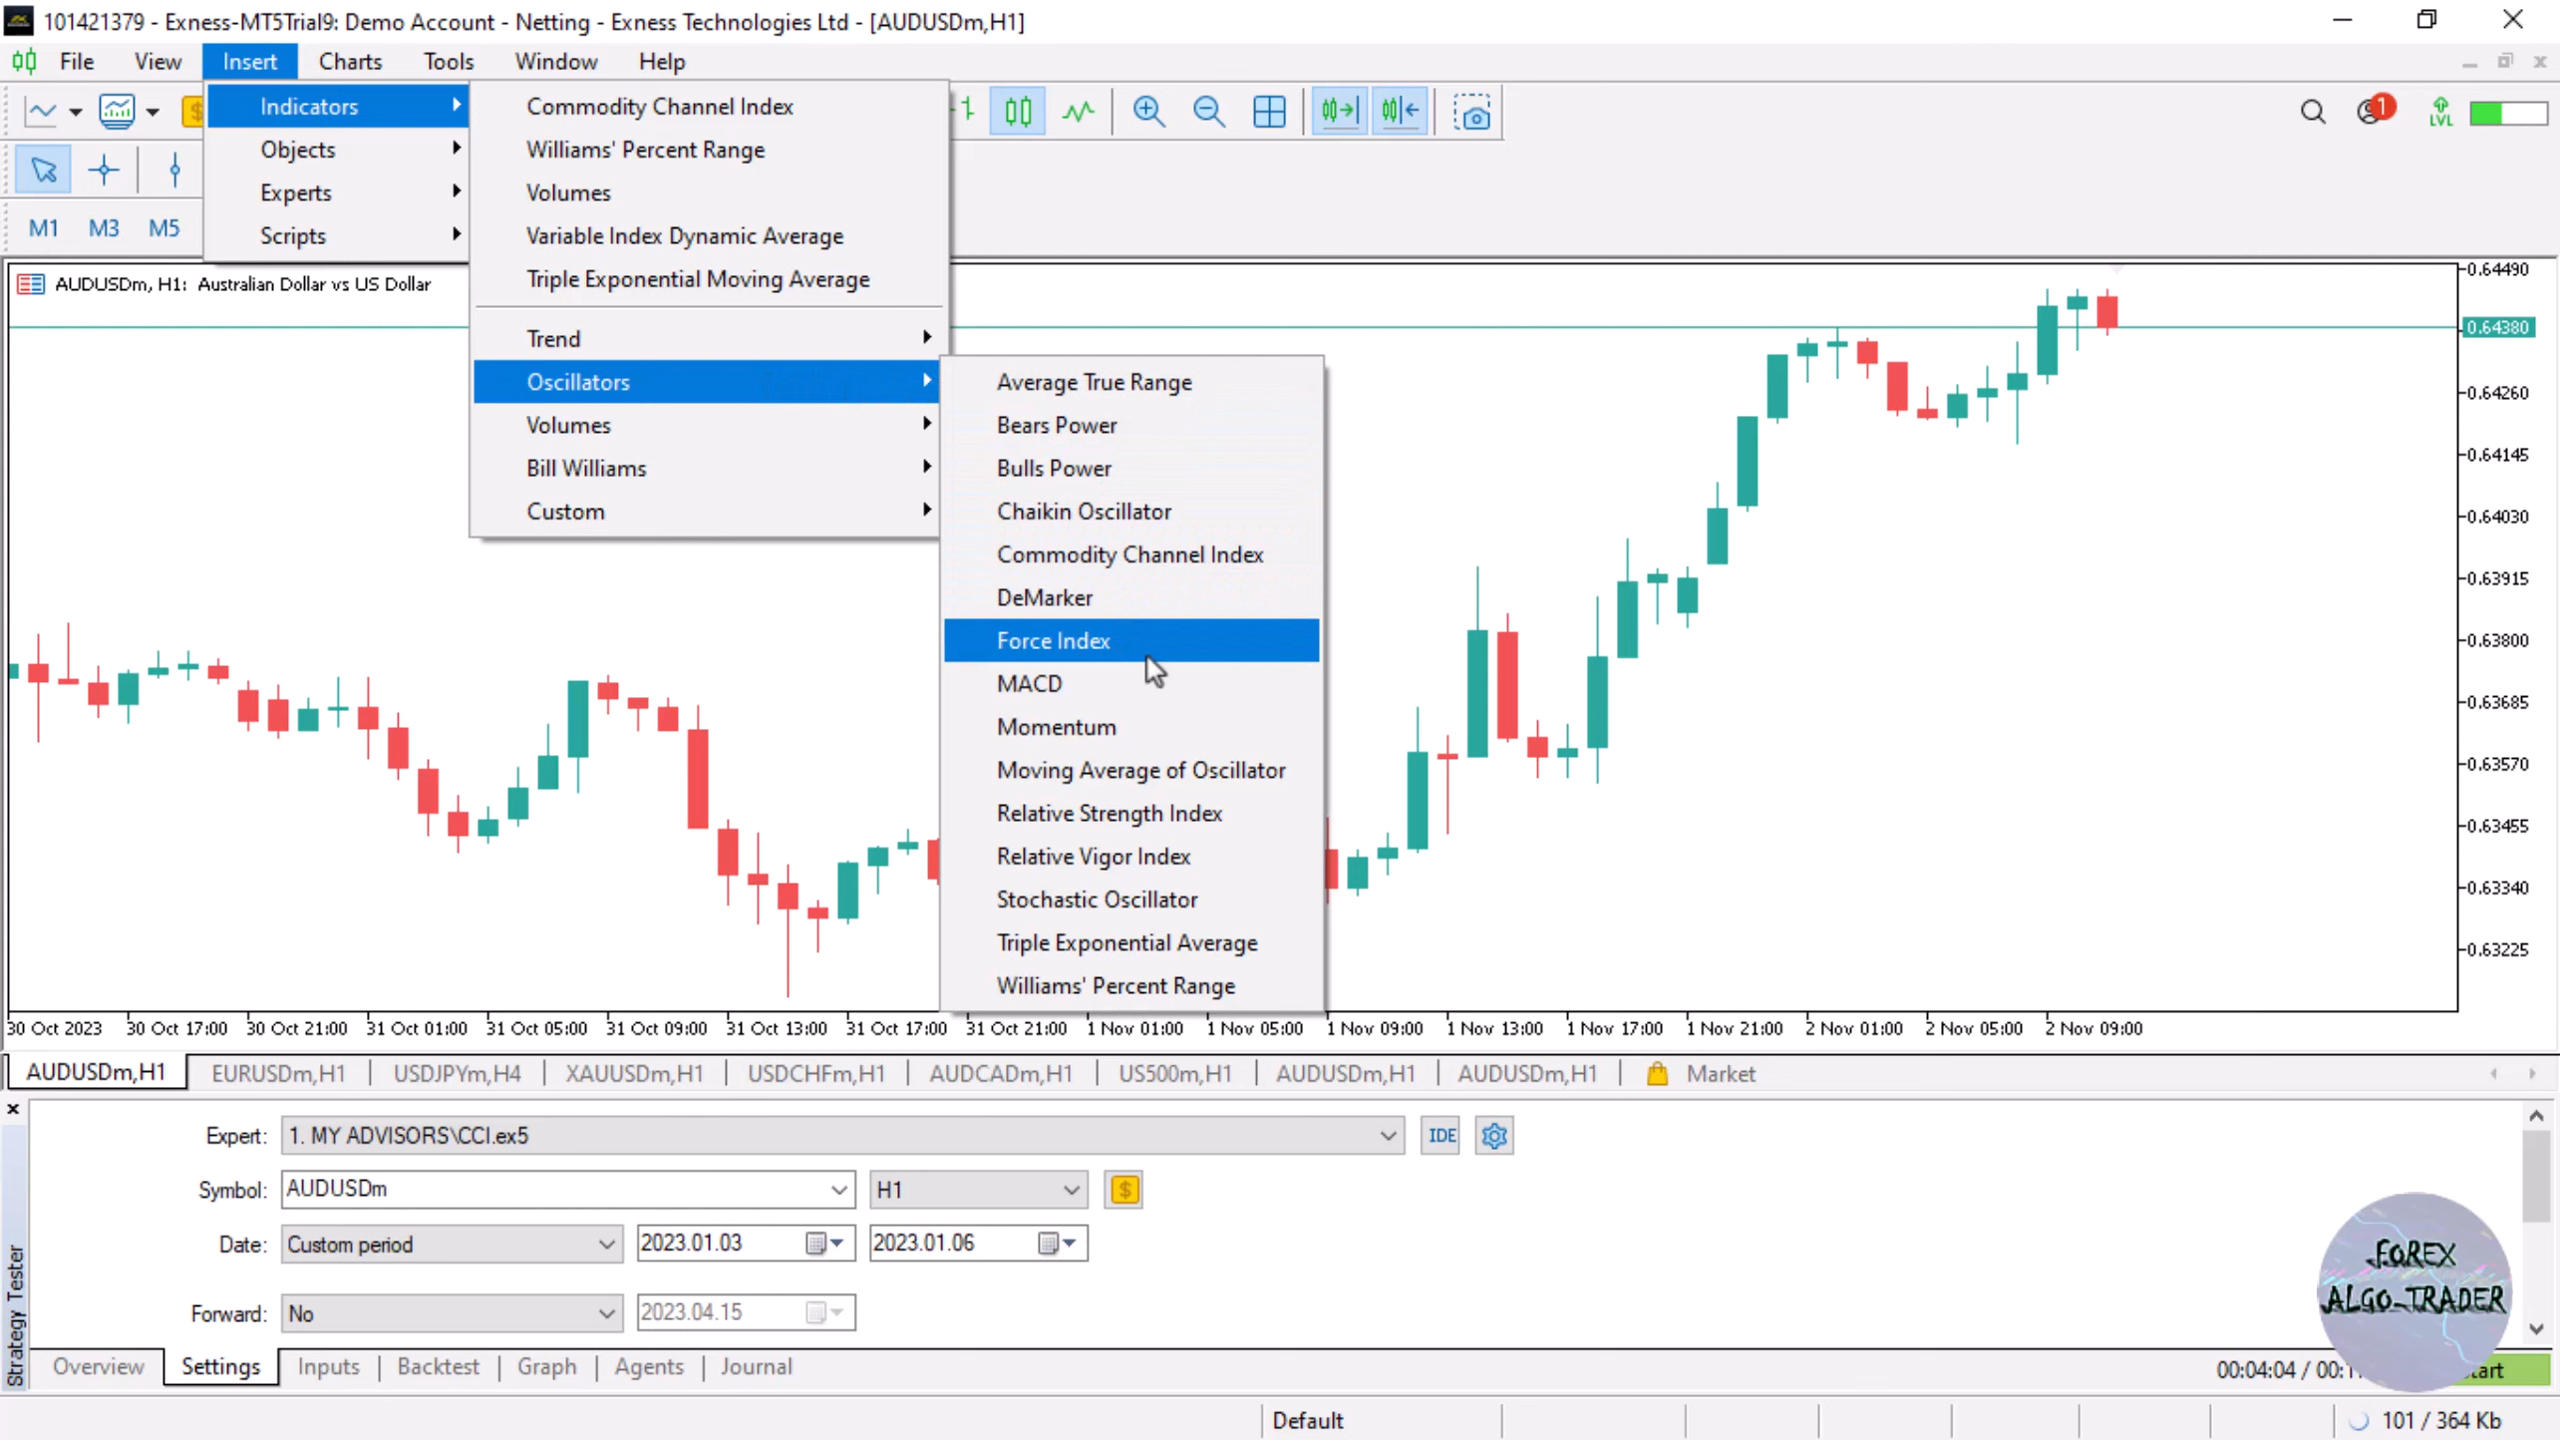 101421379 - Exness-MT5Trial9: Demo Account - Netting - Exness Technologies Ltd - [AUDUSDm,H1]
File View Insert Charts Tools Window Help
1
LVL
M1 M3 M5
Indicators
Objects
Experts
Scripts
Commodity Channel Index
Williams' Percent Range
Volumes
Variable Index Dynamic Average
Triple Exponential Moving Average
Trend
Oscillators
Volumes
Bill Williams
Custom
Average True Range
Bears Power
Bulls Power
Chaikin Oscillator
Commodity Channel Index
DeMarker
Force Index
MACD
Momentum
Moving Average of Oscillator
Relative Strength Index
Relative Vigor Index
Stochastic Oscillator
Triple Exponential Average
Williams' Percent Range
AUDUSDm, H1: Australian Dollar vs US Dollar
0.64490
0.64380
0.64260
0.64145
0.64030
0.63915
0.63800
0.63685
0.63570
0.63455
0.63340
0.63225
30 Oct 2023 30 Oct 17:00 30 Oct 21:00 31 Oct 01:00 31 Oct 05:00 31 Oct 09:00 31 Oct 13:00 31 Oct 17:00 31 Oct 21:00 1 Nov 01:00 1 Nov 05:00 1 Nov 09:00 1 Nov 13:00 1 Nov 17:00 1 Nov 21:00 2 Nov 01:00 2 Nov 05:00 2 Nov 09:00
AUDUSDm,H1 EURUSDm,H1 USDJPYm,H4 XAUUSDm,H1 USDCHFm,H1 AUDCADm,H1 US500m,H1 AUDUSDm,H1 AUDUSDm,H1 Market
Strategy Tester
Expert: 1. MY ADVISORS\CCI.ex5 IDE
Symbol: AUDUSDm H1 $
Date: Custom period 2023.01.03 2023.01.06
Forward: No 2023.04.15
FOREX
ALGO-TRADER
Overview Settings Inputs Backtest Graph Agents Journal
00:04:04 / 00:1
Default 101 / 364 Kb